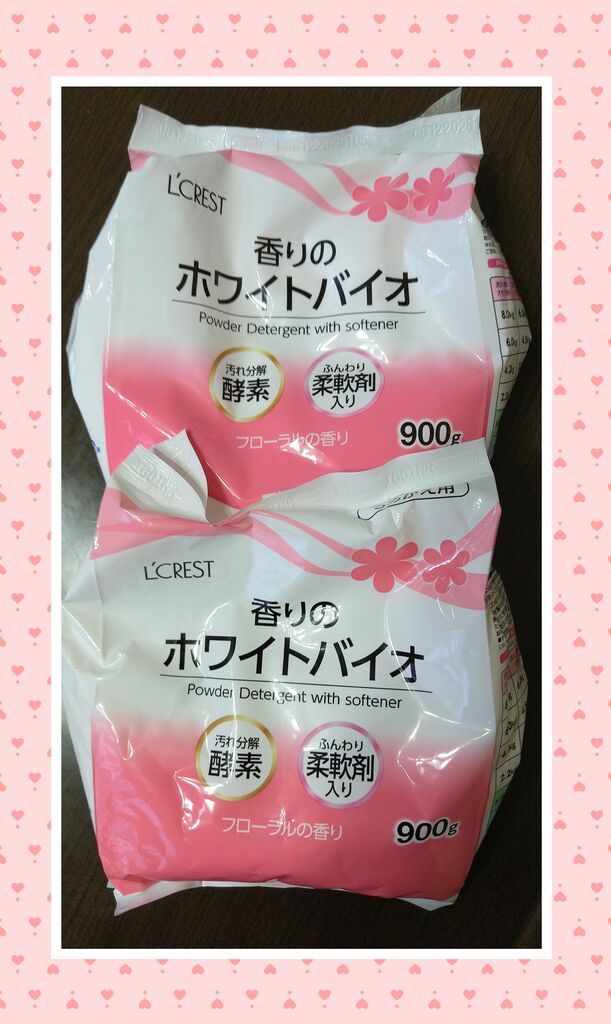 L'CREST
香りの
ホワイトバイオ
Powder Detergent with softener
汚れ分解
酵素
ふんわり
柔軟剤
入り
フローラルの香り
900g
L'CREST
香りの
ホワイトバイオ
Powder Detergent with softener
汚れ分解
酵素
ふんわり
柔軟剤
入り
フローラルの香り
900g